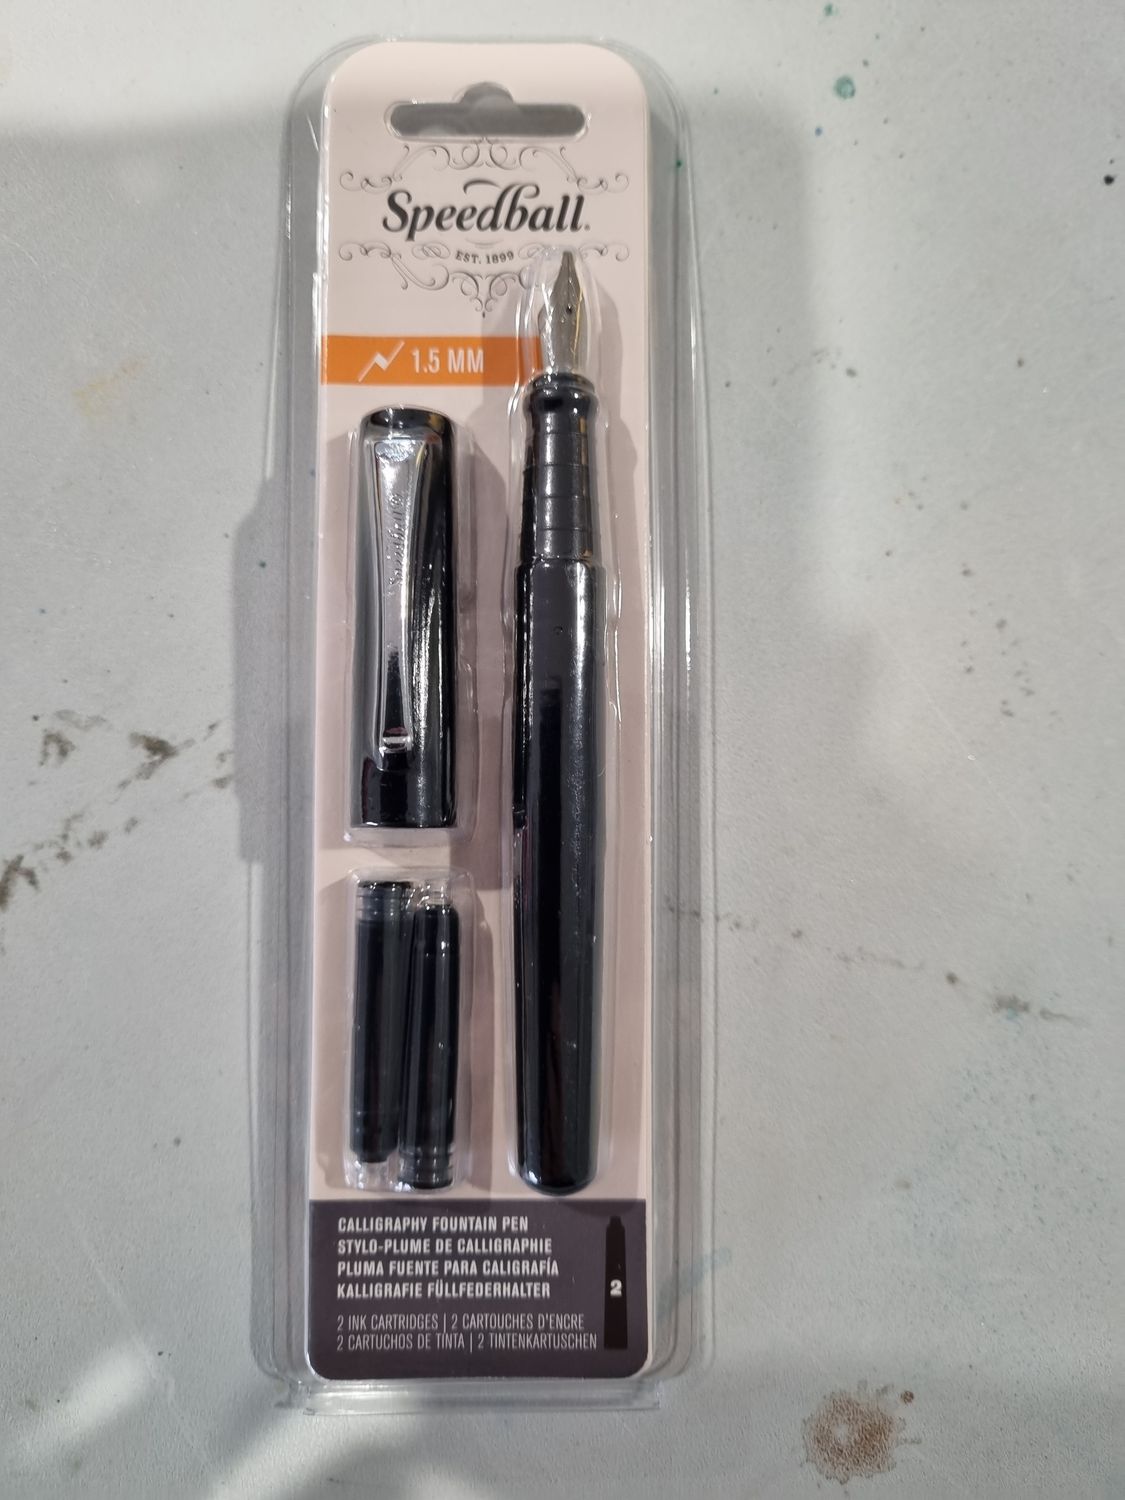 Speedball®
EST. 1899
1.5 MM
Speedball
CALLIGRAPHY FOUNTAIN PEN
STYLO-PLUME DE CALLIGRAPHIE
PLUMA FUENTE PARA CALIGRAFÍA
KALLIGRAFIE FÜLLFEDERHALTER
2
2 INK CARTRIDGES | 2 CARTOUCHES D'ENCRE
2 CARTUCHOS DE TINTA | 2 TINTENKARTUSCHEN